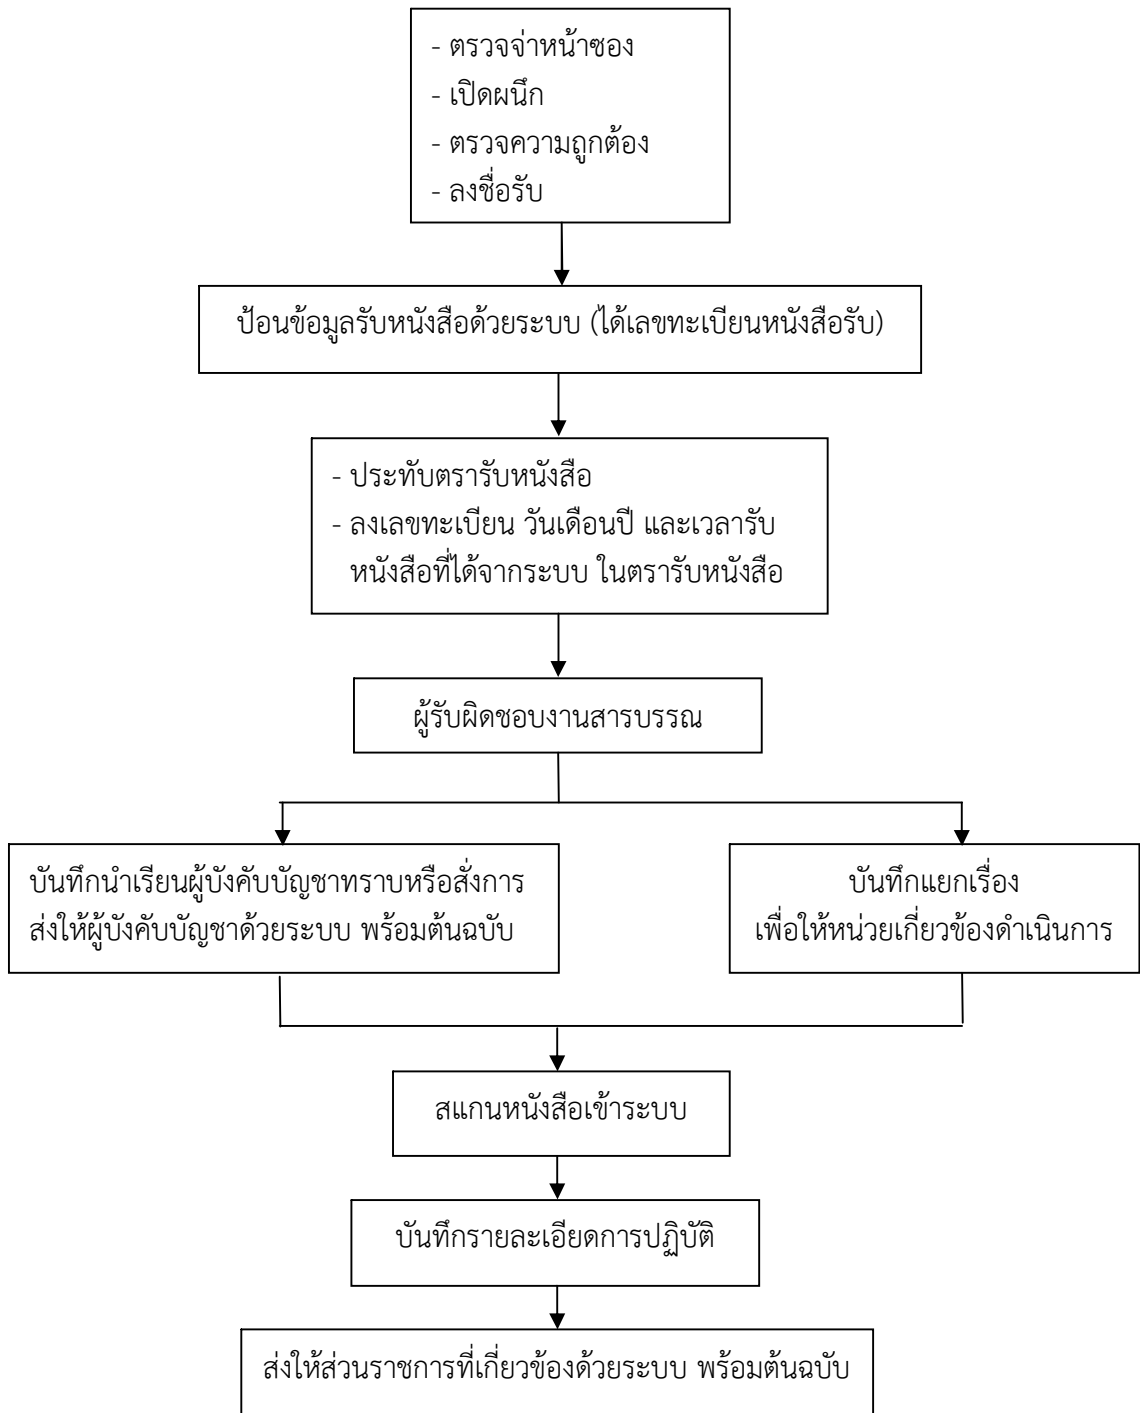 - ตรวจจ่าหน้าซอง
- เปิดผนึก
- ตรวจความถูกต้อง
- ลงชื่อรับ
ป้อนข้อมูลรับหนังสือด้วยระบบ (ได้เลขทะเบียนหนังสือรับ)
- ประทับตรารับหนังสือ
- ลงเลขทะเบียน วันเดือนปี และเวลารับ
หนังสือที่ได้จากระบบ ในตรารับหนังสือ
ผู้รับผิดชอบงานสารบรรณ
บันทึกนำเรียนผู้บังคับบัญชาทราบหรือสั่งการ
ส่งให้ผู้บังคับบัญชาด้วยระบบ พร้อมต้นฉบับ
บันทึกแยกเรื่อง
เพื่อให้หน่วยเกี่ยวข้องดำเนินการ
สแกนหนังสือเข้าระบบ
บันทึกรายละเอียดการปฏิบัติ
ส่งให้ส่วนราชการที่เกี่ยวข้องด้วยระบบ พร้อมต้นฉบับ